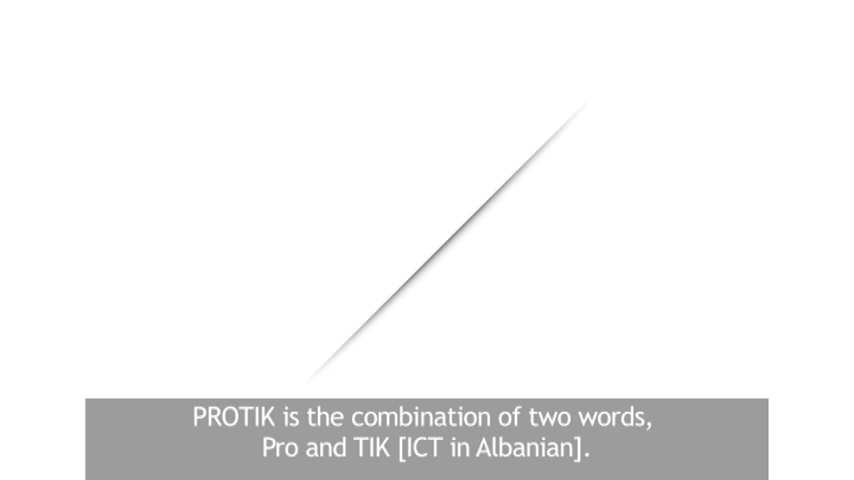 PROTIK is the combination of two words,
Pro and TIK [ICT in Albanian].